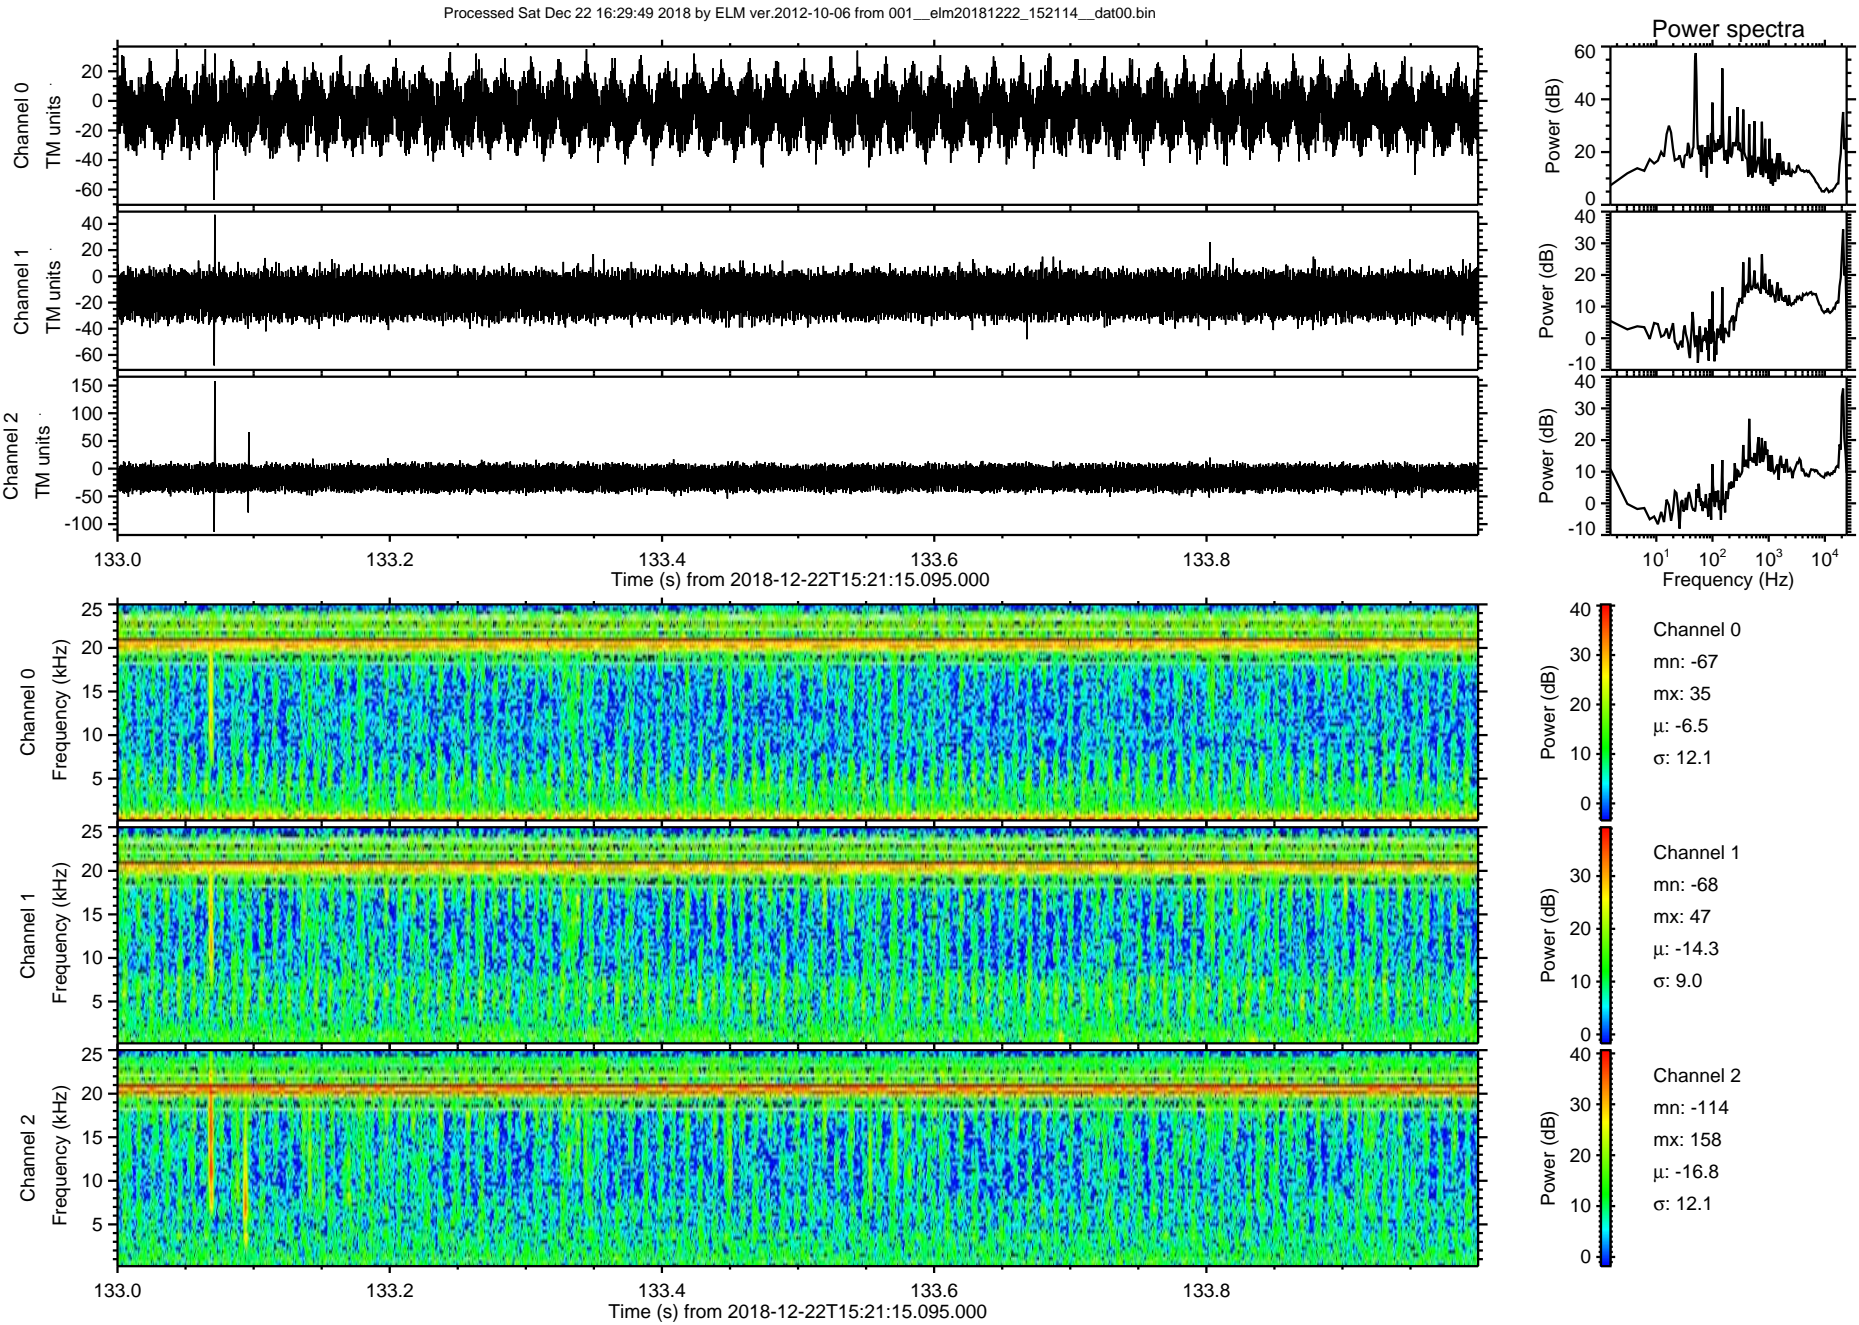 Processed Sat Dec 22 16:29:49 2018 by ELM ver.2012-10-06 from 001__elm20181222_152114__dat00.bin
Power spectra
Channel 0
TM units
20
0
-20
-40
-60
Power (dB)
60
40
20
0
Channel 1
TM units
40
20
0
-20
-40
-60
Power (dB)
40
30
20
10
0
-10
Channel 2
TM units
150
100
50
0
-50
-100
Power (dB)
40
30
20
10
0
-10
133.0 133.2 133.4 133.6 133.8
Time (s) from 2018-12-22T15:21:15.095.000
10^1 10^2 10^3 10^4
Frequency (Hz)
Channel 0
Frequency (kHz)
25
20
15
10
5
Power (dB)
40
30
20
10
0
Channel 0
mn: -67
mx: 35
μ: -6.5
σ: 12.1
Channel 1
Frequency (kHz)
25
20
15
10
5
Power (dB)
30
20
10
0
Channel 1
mn: -68
mx: 47
μ: -14.3
σ: 9.0
Channel 2
Frequency (kHz)
25
20
15
10
5
Power (dB)
40
30
20
10
0
Channel 2
mn: -114
mx: 158
μ: -16.8
σ: 12.1
133.0 133.2 133.4 133.6 133.8
Time (s) from 2018-12-22T15:21:15.095.000